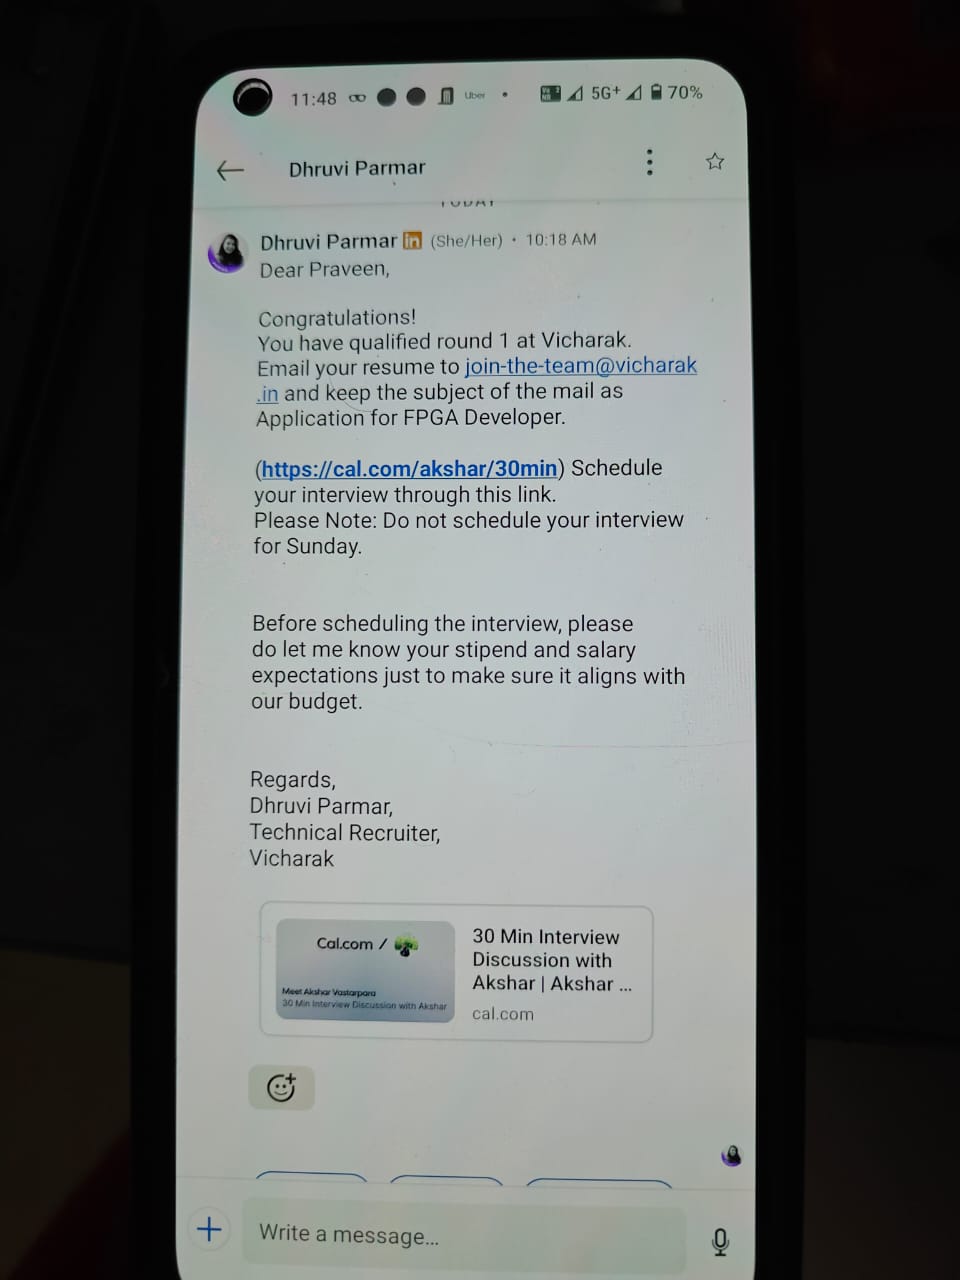 11:48 Uber • 5G+ 70%
Dhruvi Parmar
TODAY
Dhruvi Parmar in (She/Her) • 10:18 AM
Dear Praveen,
Congratulations!
You have qualified round 1 at Vicharak.
Email your resume to join-the-team@vicharak
.in and keep the subject of the mail as
Application for FPGA Developer.
(https://cal.com/akshar/30min) Schedule
your interview through this link.
Please Note: Do not schedule your interview
for Sunday.
Before scheduling the interview, please
do let me know your stipend and salary
expectations just to make sure it aligns with
our budget.
Regards,
Dhruvi Parmar,
Technical Recruiter,
Vicharak
Cal.com /
Meet Akshar Vastarpara
30 Min Interview Discussion with Akshar
30 Min Interview
Discussion with
Akshar | Akshar ...
cal.com
Write a message...